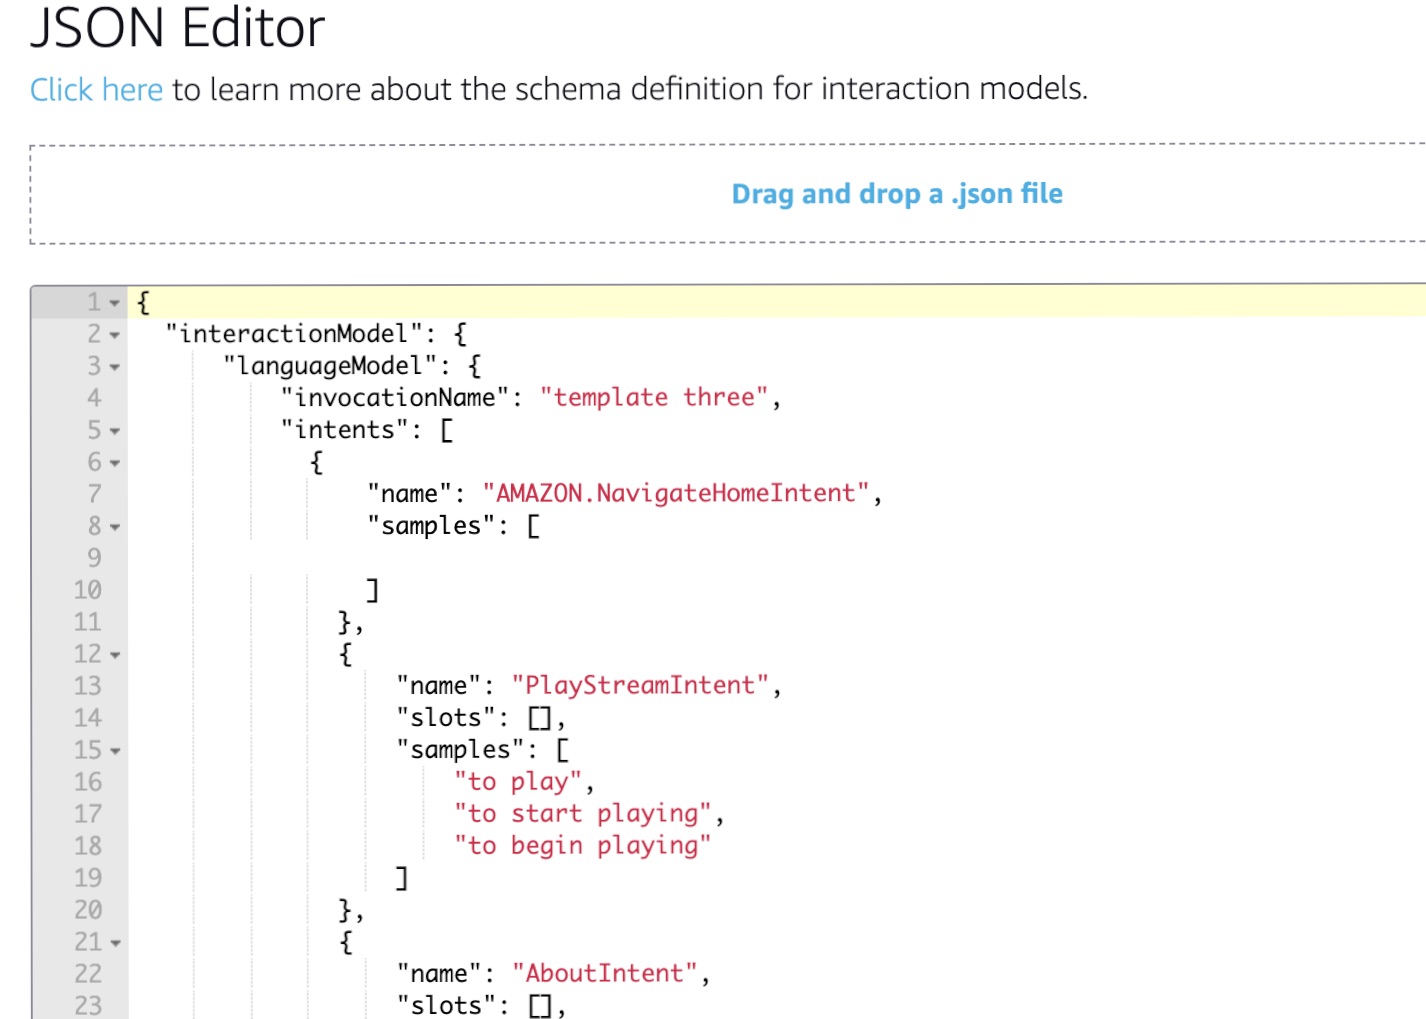 JSON Editor
Click here to learn more about the schema definition for interaction models.
Drag and drop a .json file
1 {
2 "interactionModel": {
3 "languageModel": {
4 "invocationName": "template three",
5 "intents": [
6 {
7 "name": "AMAZON.NavigateHomeIntent",
8 "samples": [
9
10 ]
11 },
12 {
13 "name": "PlayStreamIntent",
14 "slots": [],
15 "samples": [
16 "to play",
17 "to start playing",
18 "to begin playing"
19 ]
20 },
21 {
22 "name": "AboutIntent",
23 "slots": [],